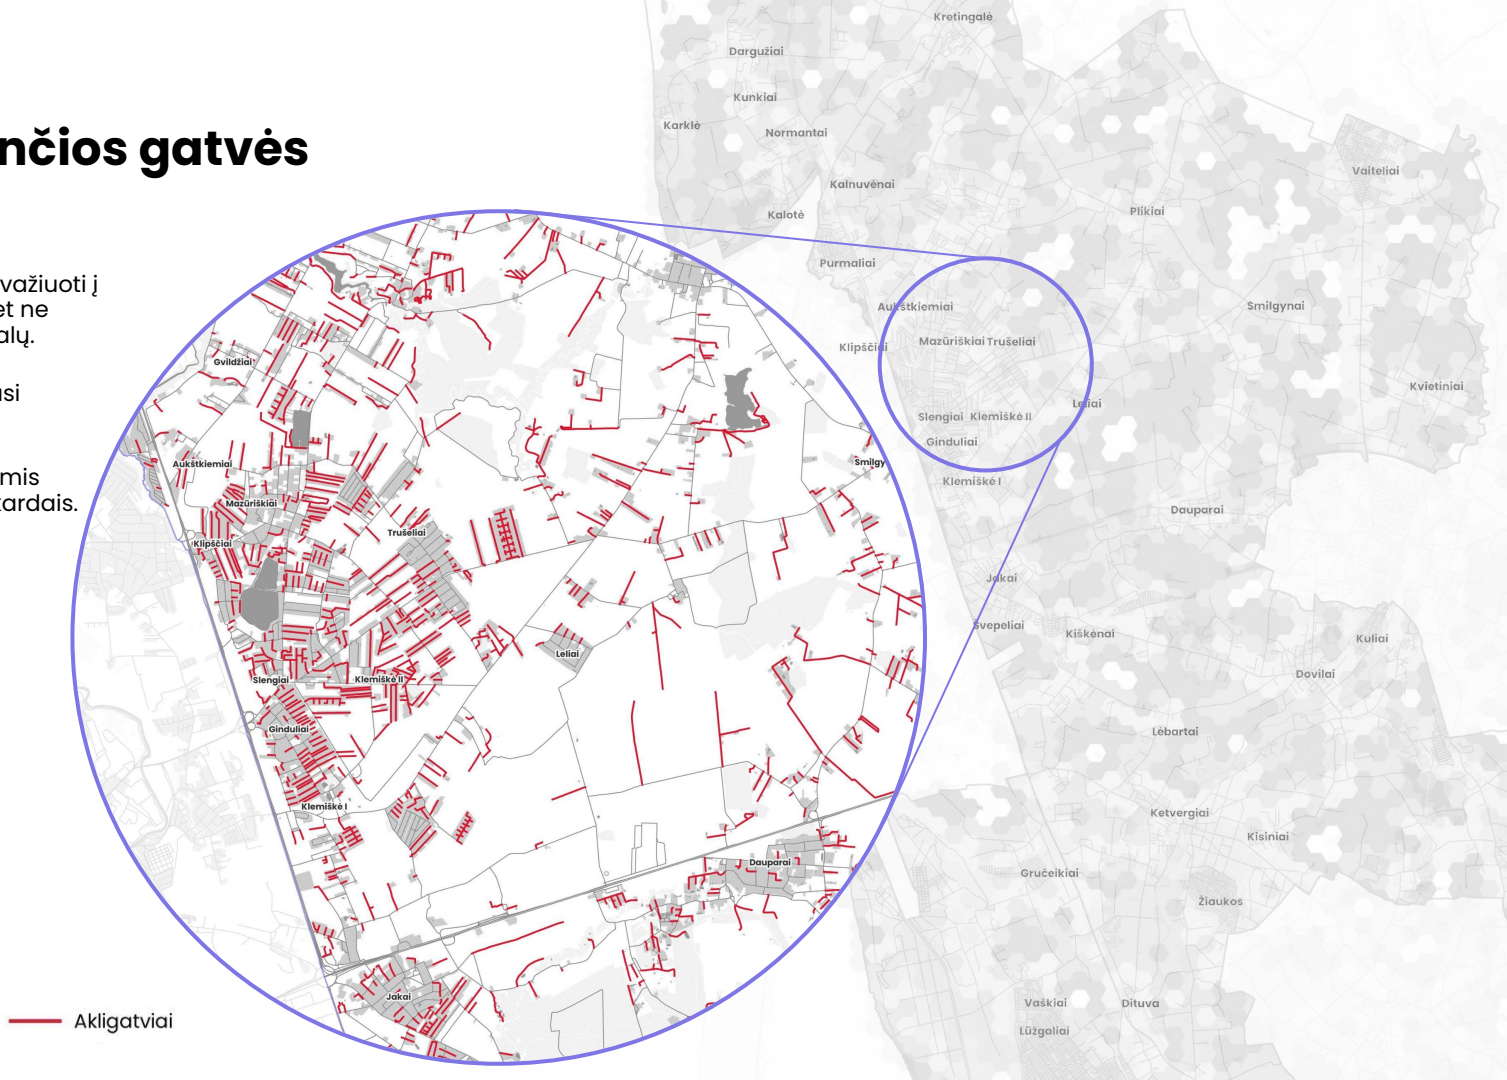 nčios gatvės
važiuoti į
et ne
alų.
usi
mis
kardais.
Akligatviai
Gvildžiai
Aukštkiemiai
Mazūriškiai
Klipščiai
Trušeliai
Smilgy
Leliai
Slengiai
Klemiškė II
Ginduliai
Klemiškė I
Dauparai
Jakai
Kretingalė
Dargužiai
Kunkiai
Karklė
Normantai
Vaiteliai
Kalnuvėnai
Kalotė
Plikiai
Purmaliai
Aukštkiemiai
Smilgynai
Klipščiai
Mazūriškiai
Trušeliai
Kvietiniai
Leliai
Slengiai
Klemiškė II
Ginduliai
Klemiškė I
Dauparai
Jakai
Švepeliai
Kiškėnai
Kuliai
Dovilai
Lėbartai
Ketvergiai
Kisiniai
Gručeikiai
Žiaukos
Vaškiai
Dituva
Lūžgaliai